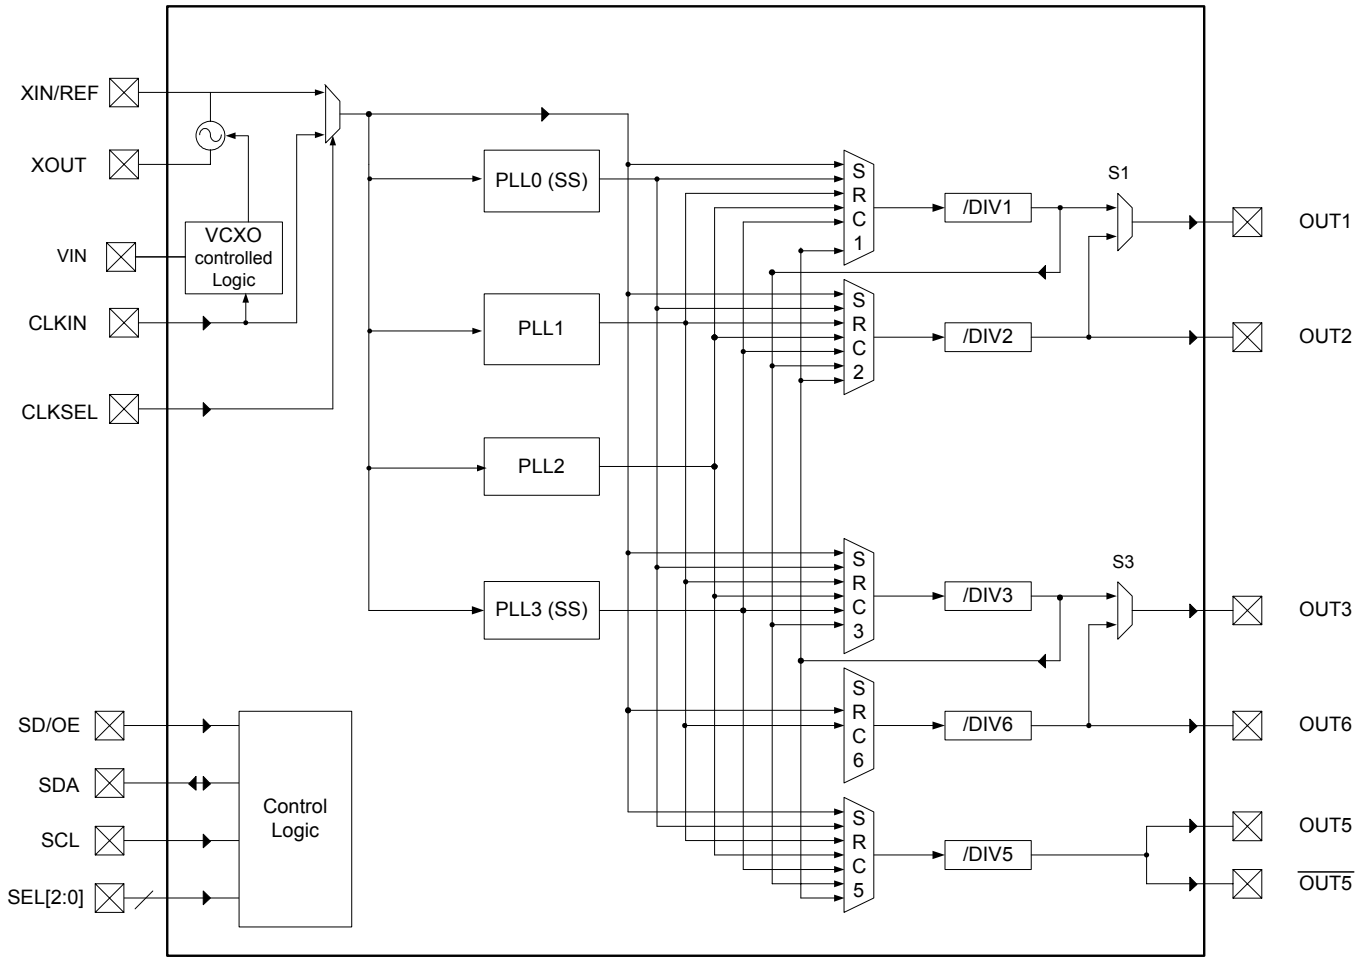 XIN/REF
XOUT
VIN
VCXO
controlled
Logic
CLKIN
CLKSEL
PLL0 (SS)
PLL1
PLL2
PLL3 (SS)
S
R
C
1
/DIV1
S1
OUT1
S
R
C
2
/DIV2
OUT2
S
R
C
3
/DIV3
S3
OUT3
S
R
C
6
/DIV6
OUT6
S
R
C
5
/DIV5
OUT5
OUT5
SD/OE
SDA
SCL
SEL[2:0]
Control
Logic